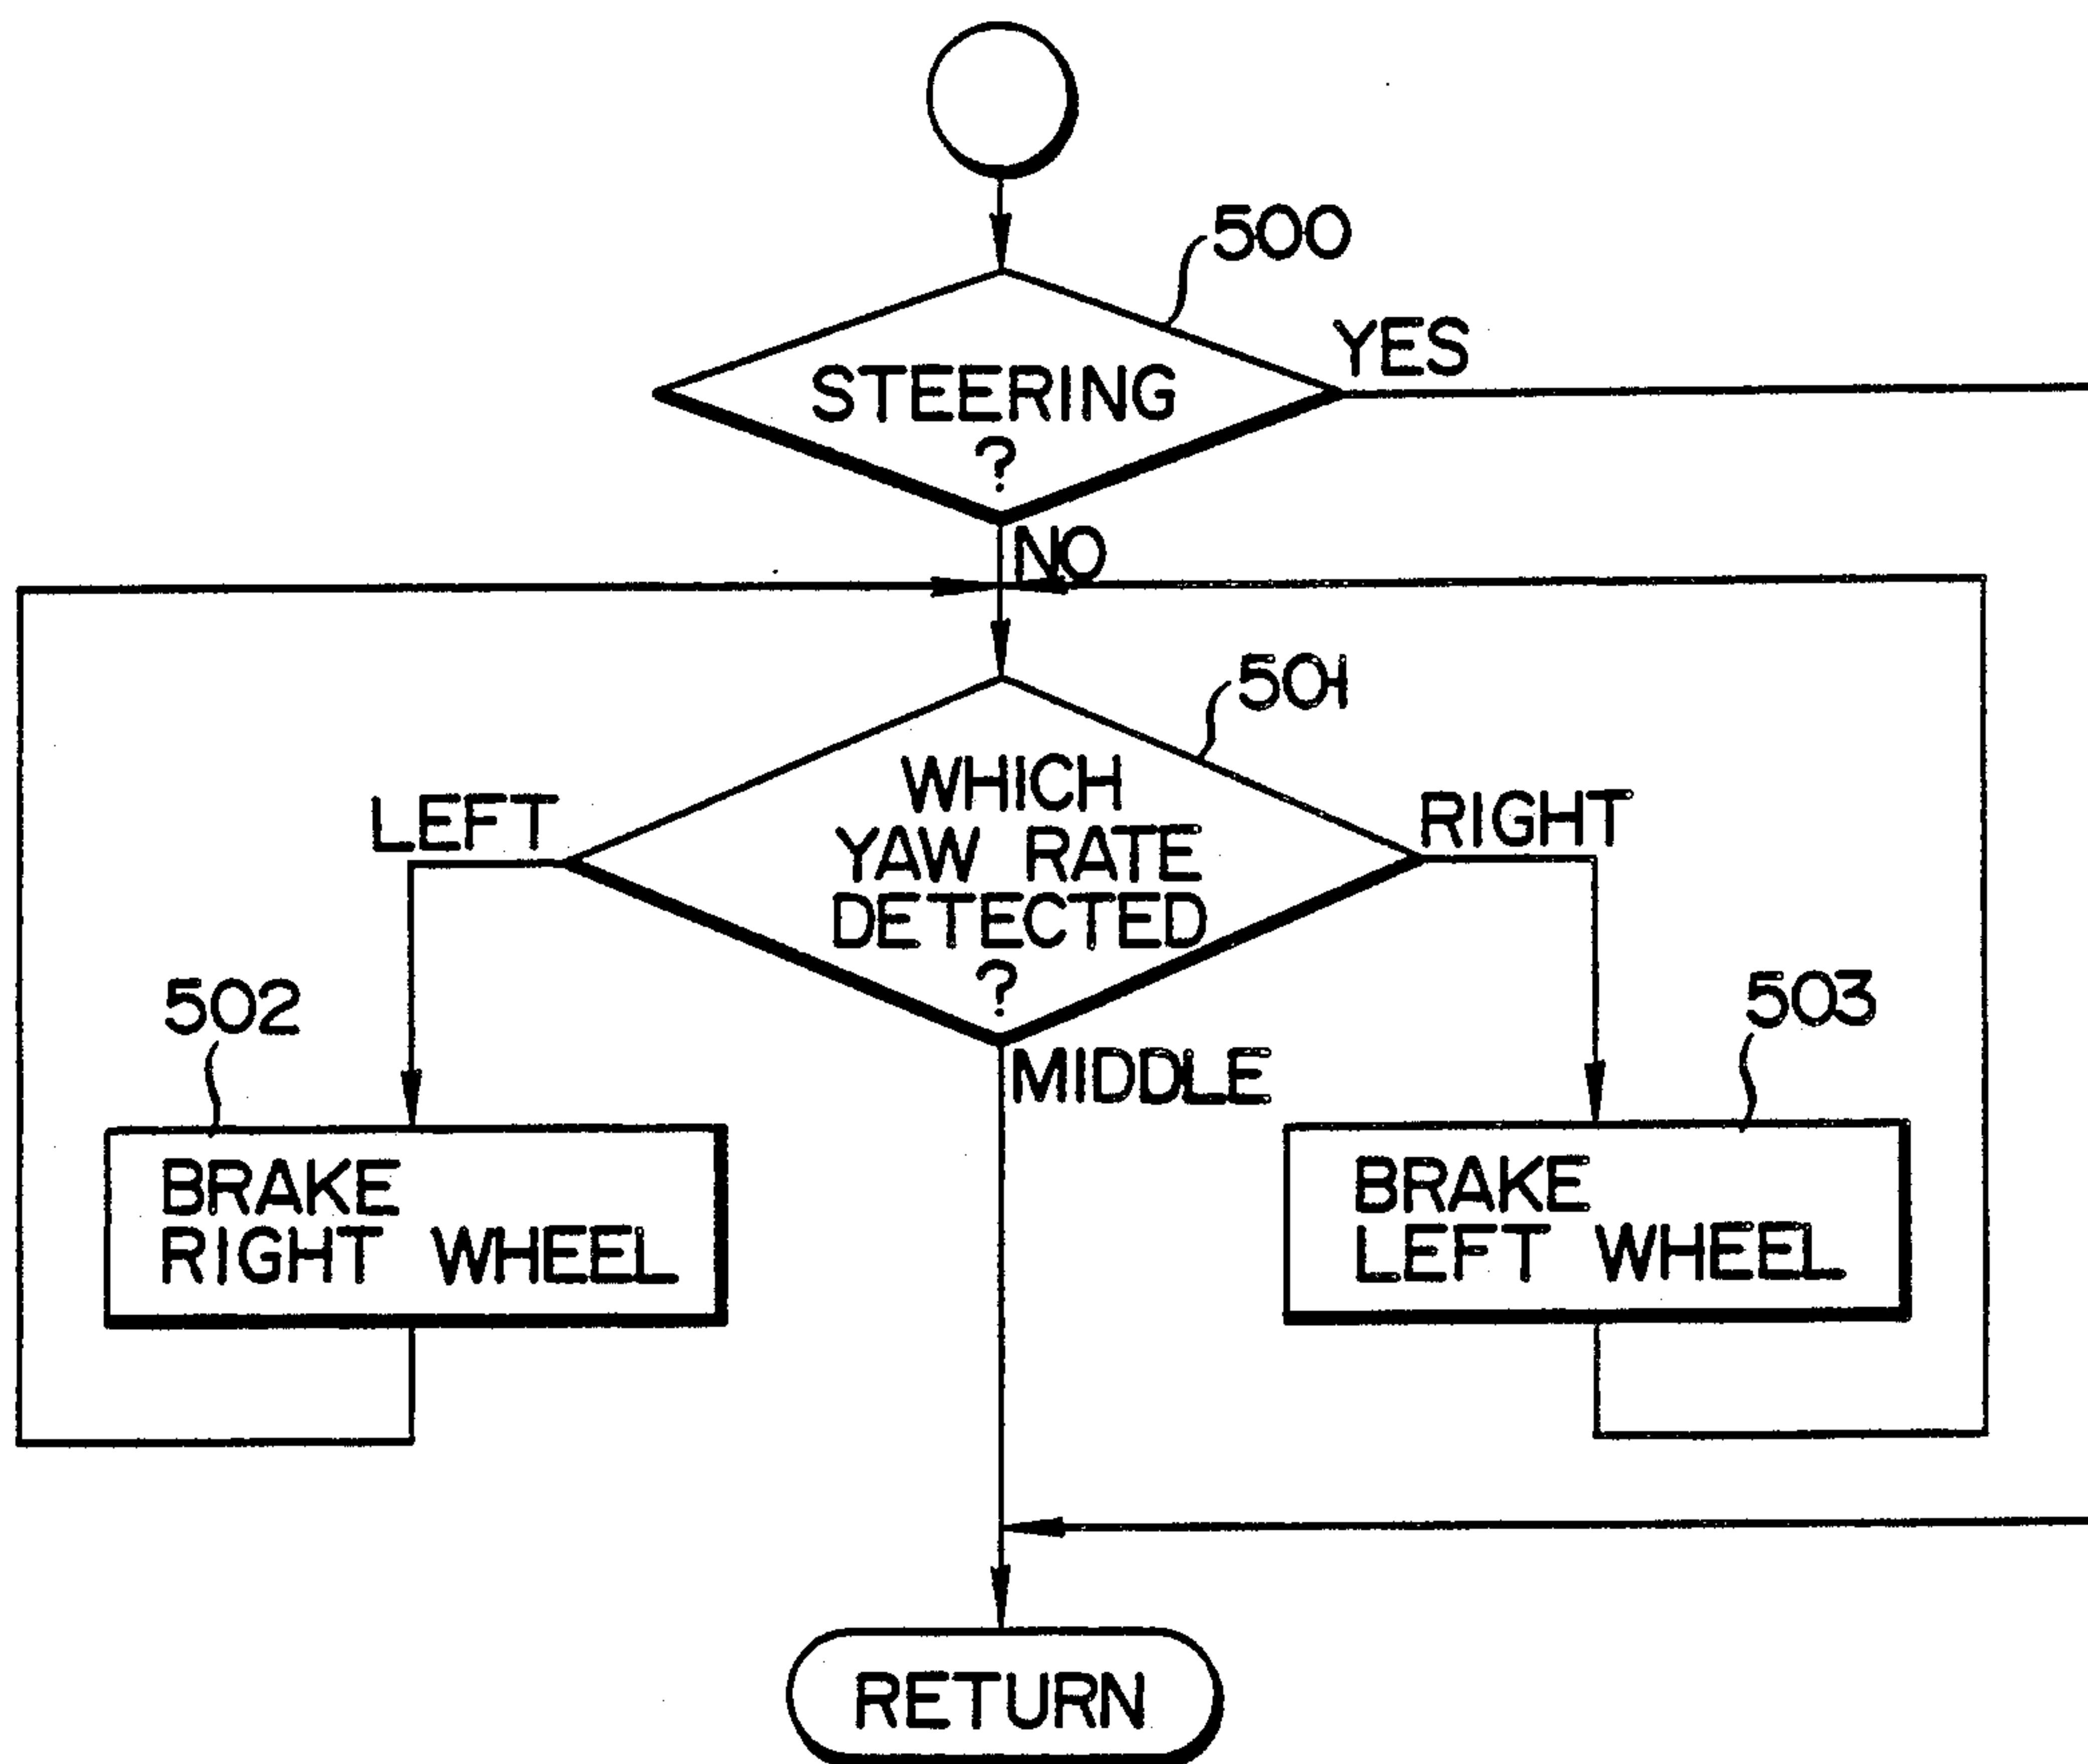 500
YES
STEERING
?
NO
501
WHICH
YAW RATE
DETECTED
?
LEFT
RIGHT
MIDDLE
502
503
BRAKE
RIGHT WHEEL
BRAKE
LEFT WHEEL
RETURN